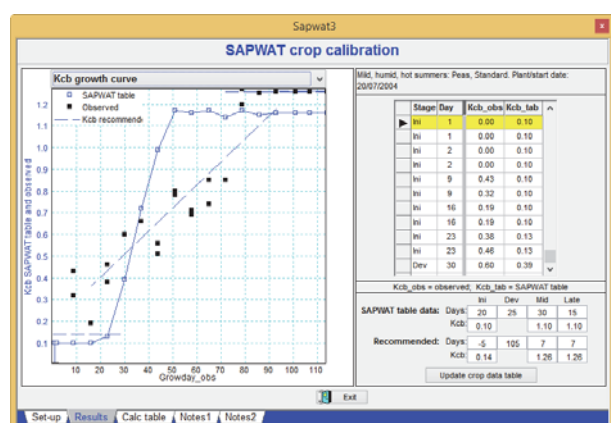 Sapwat3
x
SAPWAT crop calibration
Kcb growth curve
SAPWAT table
Observed
Kcb recommend
Kcb SAPWAT table and observed
1.2
1.1
1.0
0.9
0.8
0.7
0.6
0.5
0.4
0.3
0.2
0.1
10 20 30 40 50 60 70 80 90 100 110
Growday_obs
Mild, humid, hot summers: Peas, Standard. Plant/start date:
20/07/2004
Stage Day Kcb_obs Kcb_tab
Ini 1 0.00 0.10
Ini 1 0.00 0.10
Ini 2 0.00 0.10
Ini 2 0.00 0.10
Ini 9 0.43 0.10
Ini 9 0.32 0.10
Ini 16 0.19 0.10
Ini 16 0.19 0.10
Ini 23 0.38 0.13
Ini 23 0.46 0.13
Dev 30 0.60 0.39
Kcb_obs = observed; Kcb_tab = SAPWAT table
Ini Dev Mid Late
SAPWAT table data: Days: 20 25 30 15
Kcb: 0.10 1.10 1.10
Recommended: Days: -5 105 7 7
Kcb: 0.14 1.26 1.26
Update crop data table
Exit
Set-up Results Calc table Notes1 Notes2